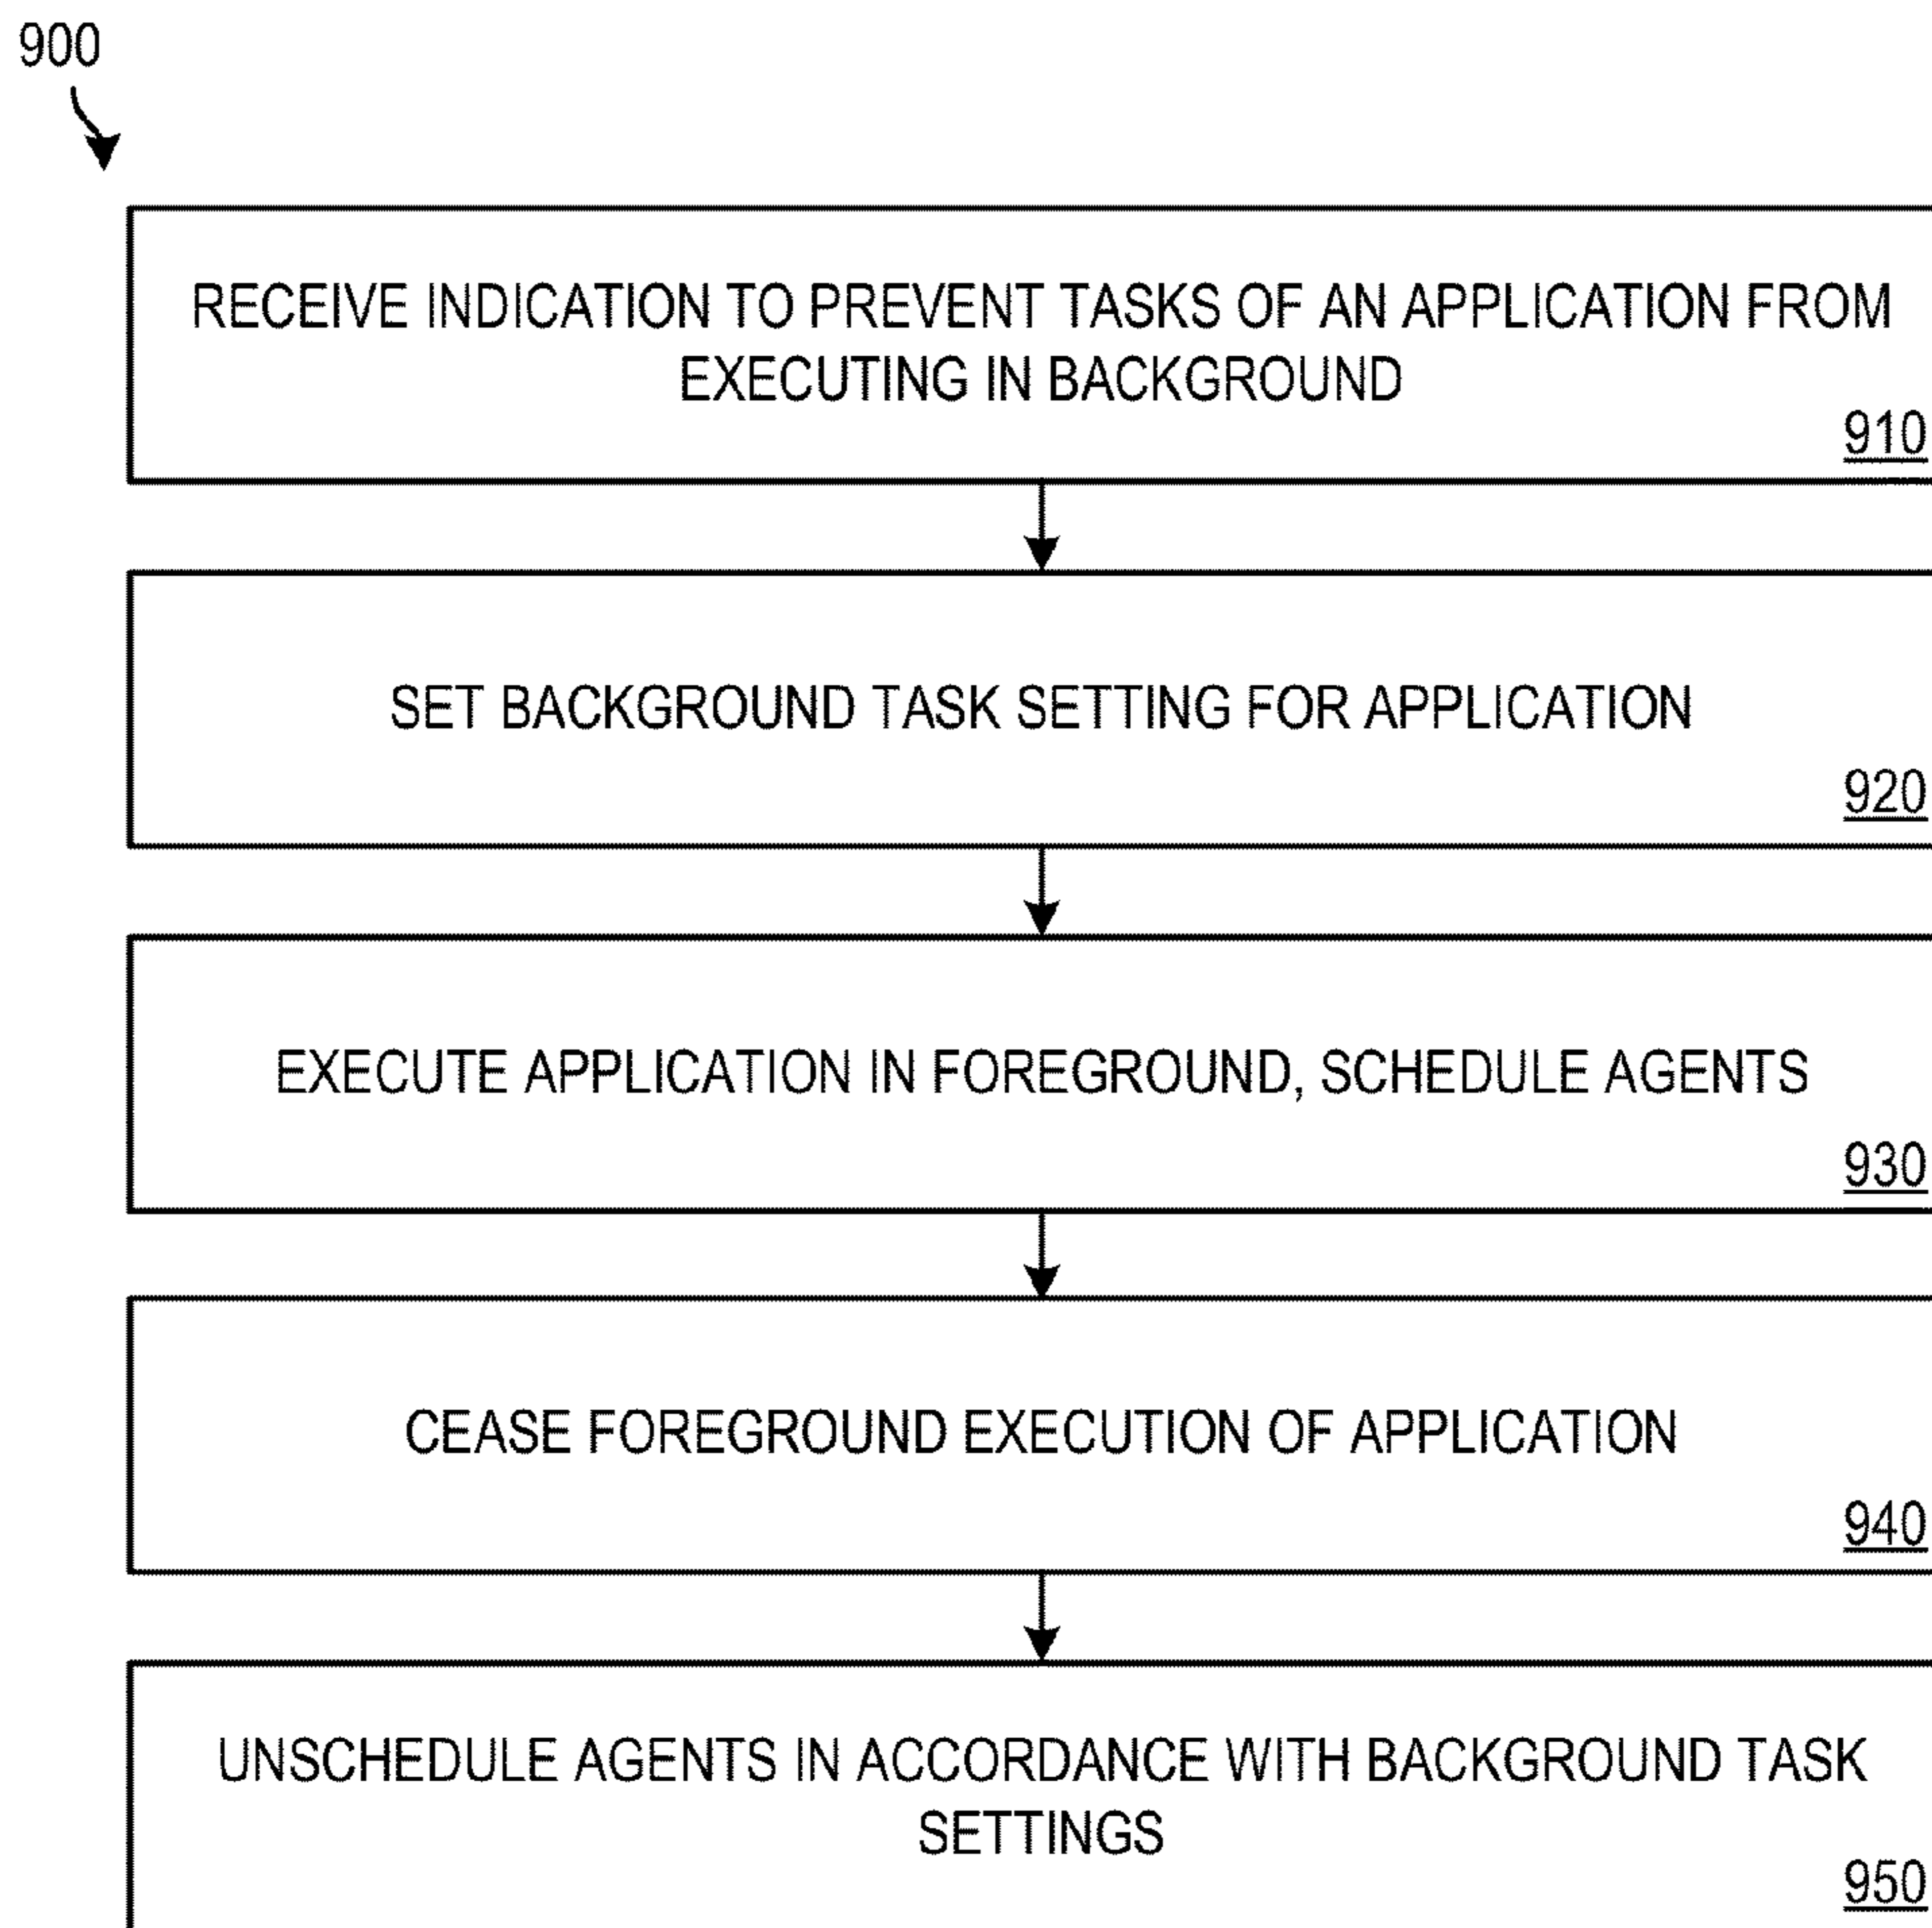 900
RECEIVE INDICATION TO PREVENT TASKS OF AN APPLICATION FROM
EXECUTING IN BACKGROUND
910
SET BACKGROUND TASK SETTING FOR APPLICATION
920
EXECUTE APPLICATION IN FOREGROUND, SCHEDULE AGENTS
930
CEASE FOREGROUND EXECUTION OF APPLICATION
940
UNSCHEDULE AGENTS IN ACCORDANCE WITH BACKGROUND TASK
SETTINGS
950